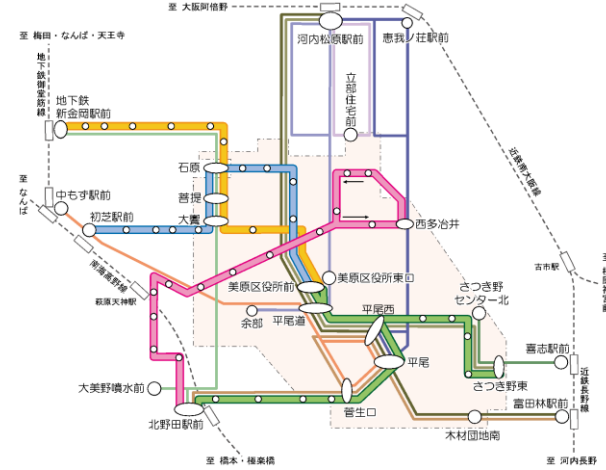 至 大阪阿倍野
河内松原駅前
恵我ノ荘駅前
至 梅田・なんば・天王寺
地下鉄御堂筋線
地下鉄
新金岡駅前
立部住宅前
近鉄南大阪線
石原
菩提
大饗
至 なんば
中もず駅前
初芝駅前
西多冶井
南海高野線
萩原天神駅
美原区役所前
美原区役所東口
古市駅
さつき野
センター北
余部
平尾道
平尾西
喜志駅前
平尾
さつき野東
近鉄長野線
大美野噴水前
菅生口
富田林駅前
北野田駅前
木材団地南
至 橋本・極楽橋
至 河内長野